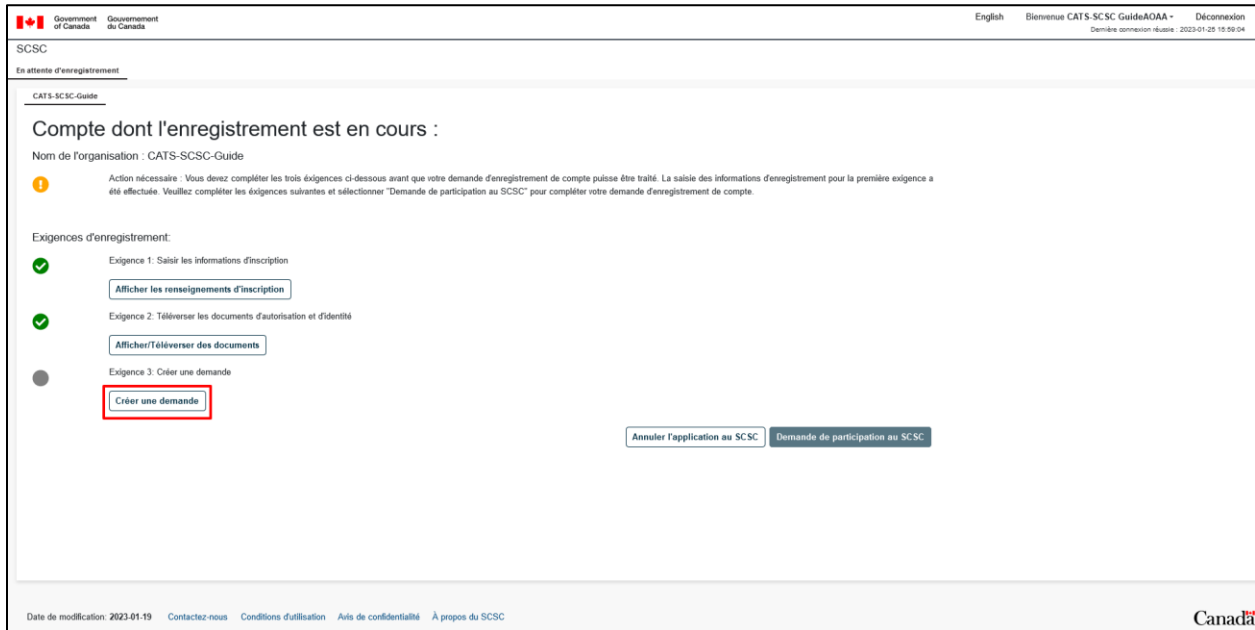 Government of Canada Gouvernement du Canada
English Bienvenue CATS-SCSC GuideAOAA Déconnexion
Dernière connexion réussie : 2023-01-25 15:59:04
SCSC
En attente d'enregistrement
CATS-SCSC-Guide
Compte dont l'enregistrement est en cours :
Nom de l'organisation : CATS-SCSC-Guide
Action nécessaire : Vous devez compléter les trois éxigences ci-dessous avant que votre demande d'enregistrement de compte puisse être traité. La saisie des informations d'enregistrement pour la première exigence a
été effectuée. Veuillez compléter les éxigences suivantes et sélectionner "Demande de participation au SCSC" pour compléter votre demande d'enregistrement de compte.
Exigences d'enregistrement:
Exigence 1: Saisir les informations d'inscription
Afficher les renseignements d'inscription
Exigence 2: Téléverser les documents d'autorisation et d'identité
Afficher/Téléverser des documents
Exigence 3: Créer une demande
Créer une demande
Annuler l'application au SCSC Demande de participation au SCSC
Date de modification: 2023-01-19 Contactez-nous Conditions d'utilisation Avis de confidentialité À propos du SCSC
Canada